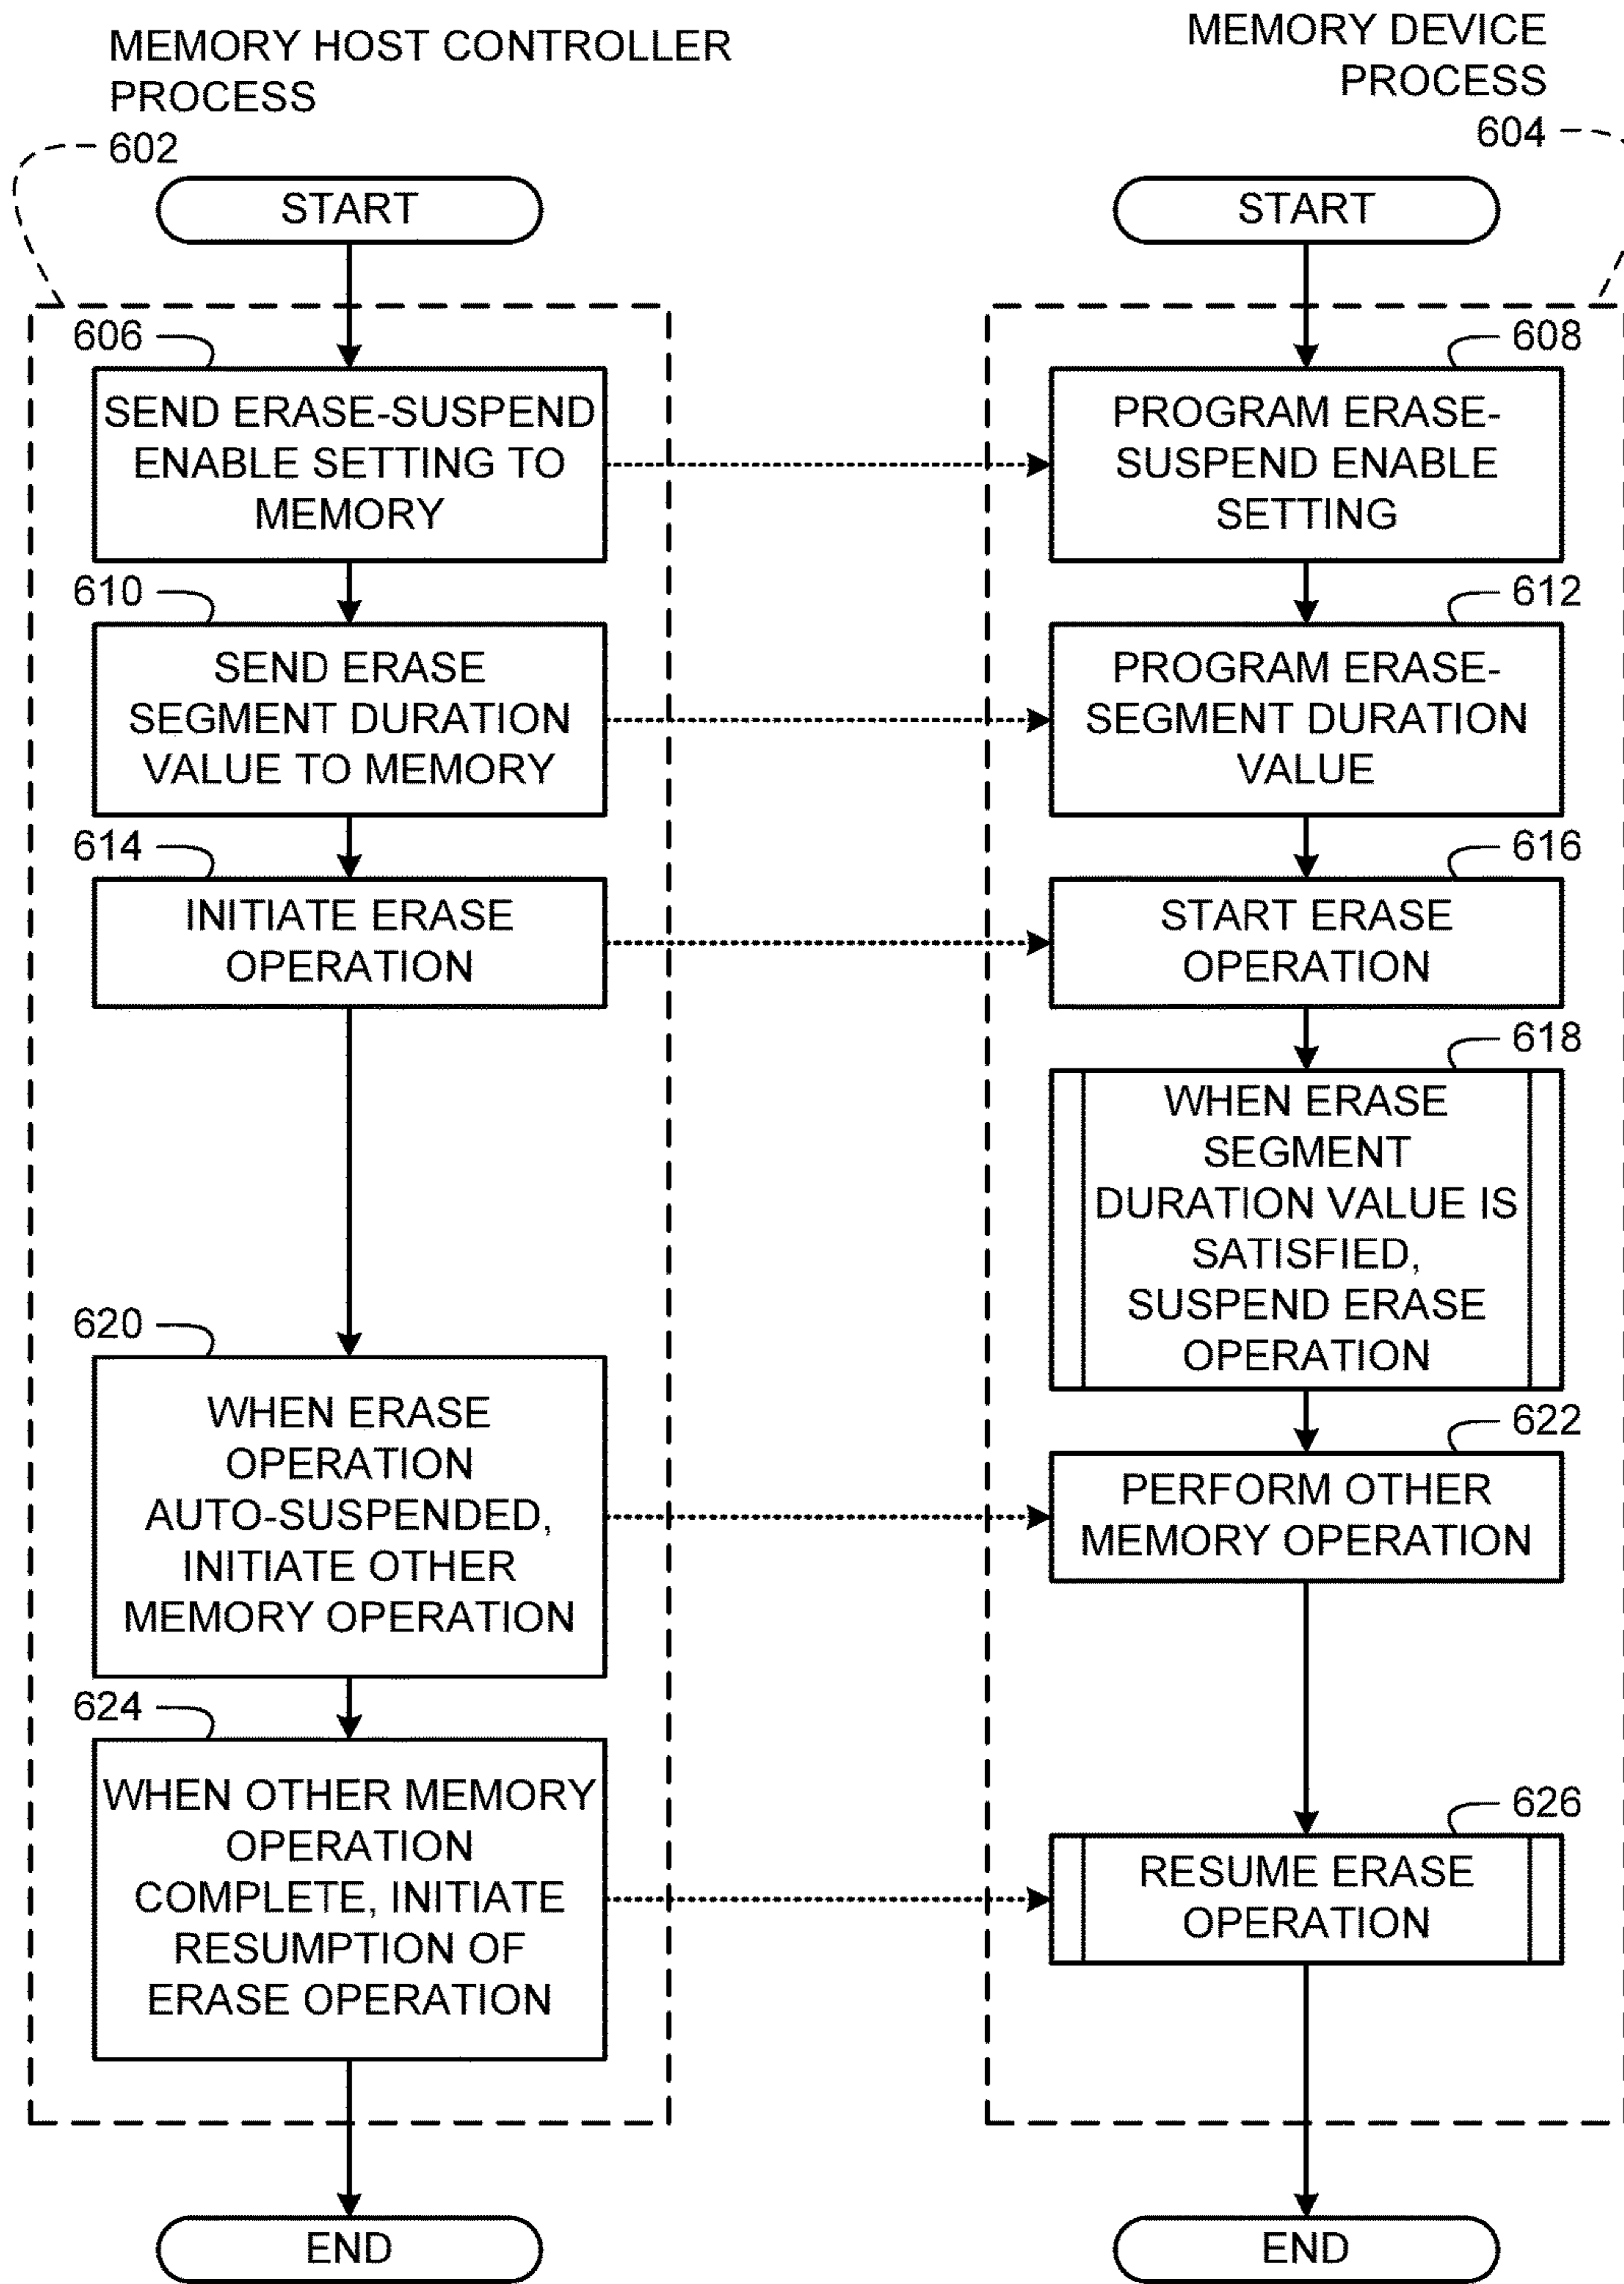 MEMORY HOST CONTROLLER
PROCESS
602
START
606
SEND ERASE-SUSPEND
ENABLE SETTING TO
MEMORY
610
SEND ERASE
SEGMENT DURATION
VALUE TO MEMORY
614
INITIATE ERASE
OPERATION
620
WHEN ERASE
OPERATION
AUTO-SUSPENDED,
INITIATE OTHER
MEMORY OPERATION
624
WHEN OTHER MEMORY
OPERATION
COMPLETE, INITIATE
RESUMPTION OF
ERASE OPERATION
END
MEMORY DEVICE
PROCESS
604
START
608
PROGRAM ERASE-
SUSPEND ENABLE
SETTING
612
PROGRAM ERASE-
SEGMENT DURATION
VALUE
616
START ERASE
OPERATION
618
WHEN ERASE
SEGMENT
DURATION VALUE IS
SATISFIED,
SUSPEND ERASE
OPERATION
622
PERFORM OTHER
MEMORY OPERATION
626
RESUME ERASE
OPERATION
END